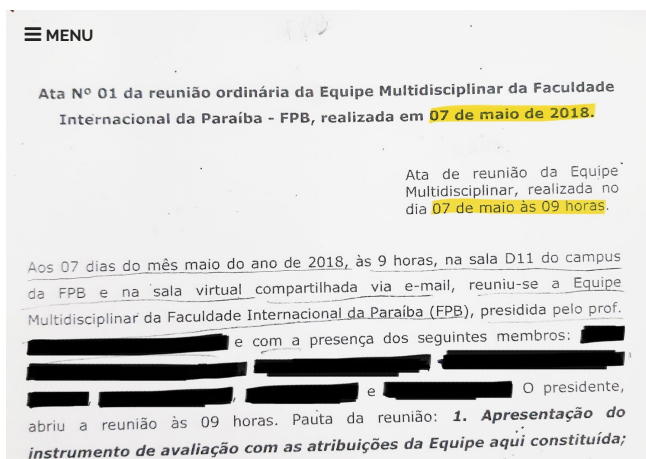 MENU
Ata Nº 01 da reunião ordinária da Equipe Multidisciplinar da Faculdade
Internacional da Paraíba - FPB, realizada em 07 de maio de 2018.
Ata de reunião da Equipe
Multidisciplinar, realizada no
dia 07 de maio às 09 horas.
Aos 07 dias do mês maio do ano de 2018, às 9 horas, na sala D11 do campus
da FPB e na sala virtual compartilhada via e-mail, reuniu-se a Equipe
Multidisciplinar da Faculdade Internacional da Paraíba (FPB), presidida pelo prof.
e com a presença dos seguintes membros:
, e O presidente,
abriu a reunião às 09 horas. Pauta da reunião: 1. Apresentação do
instrumento de avaliação com as atribuições da Equipe aqui constituída;